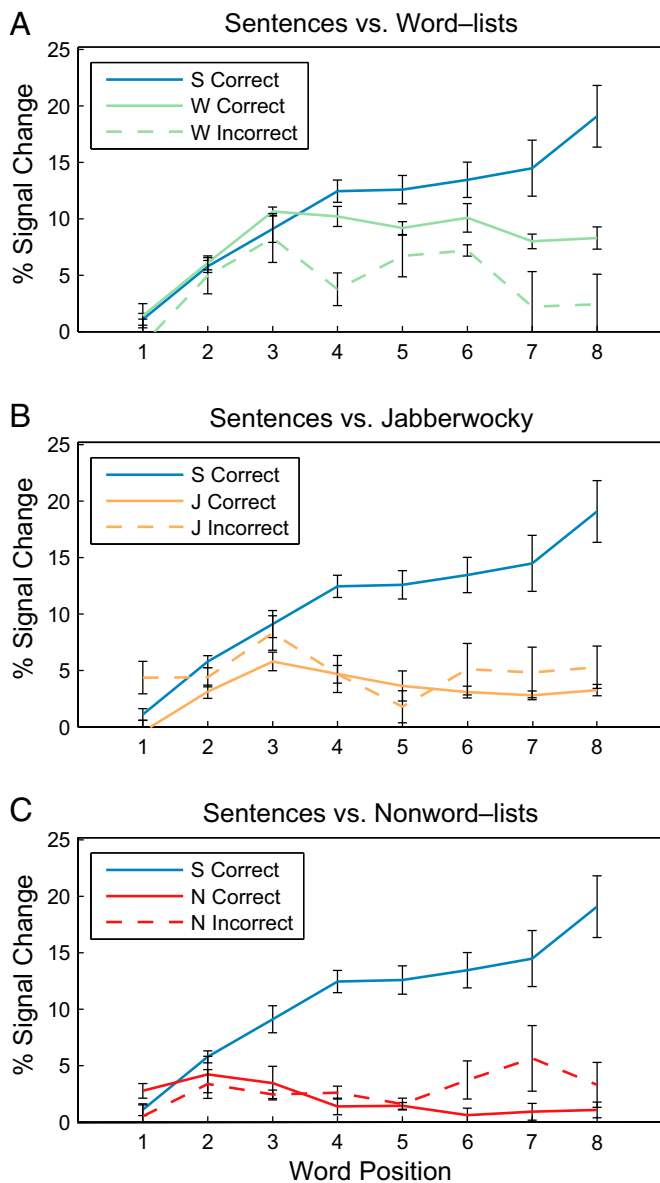 A
Sentences vs. Word–lists
25
20
15
10
5
0
% Signal Change
S Correct
W Correct
W Incorrect
1 2 3 4 5 6 7 8
B
Sentences vs. Jabberwocky
25
20
15
10
5
0
% Signal Change
S Correct
J Correct
J Incorrect
1 2 3 4 5 6 7 8
C
Sentences vs. Nonword–lists
25
20
15
10
5
0
% Signal Change
S Correct
N Correct
N Incorrect
1 2 3 4 5 6 7 8
Word Position